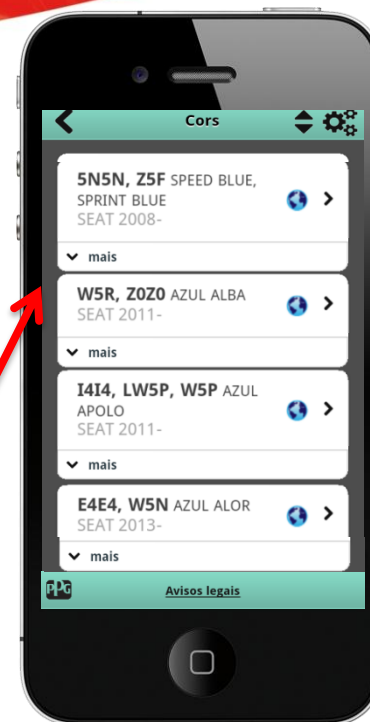 Cors
5N5N, Z5F SPEED BLUE,
SPRINT BLUE
SEAT 2008-
mais
W5R, Z0Z0 AZUL ALBA
SEAT 2011-
mais
I4I4, LW5P, W5P AZUL
APOLO
SEAT 2011-
mais
E4E4, W5N AZUL ALOR
SEAT 2013-
mais
PPG
Avisos legais